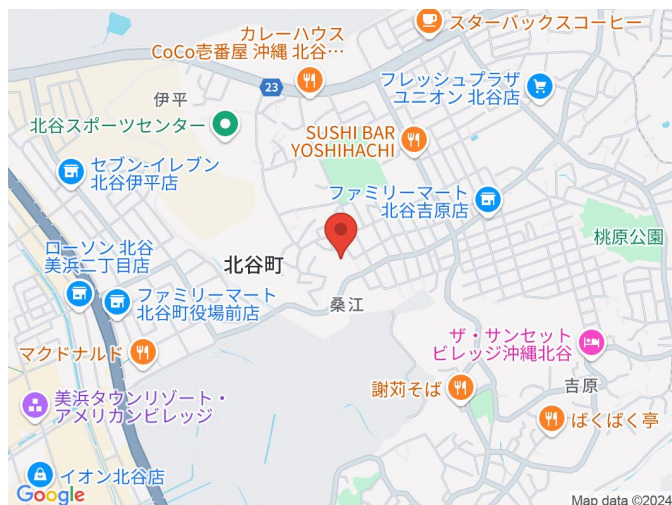 スターバックスコーヒー
カレーハウス
CoCo壱番屋 沖縄 北谷…
23
フレッシュプラザ
ユニオン 北谷店
伊平
北谷スポーツセンター
SUSHI BAR
YOSHIHACHI
セブン-イレブン
北谷伊平店
ファミリーマート
北谷吉原店
桃原公園
ローソン 北谷
美浜二丁目店
北谷町
ファミリーマート
北谷町役場前店
桑江
マクドナルド
ザ・サンセット
ビレッジ沖縄北谷
吉原
謝苅そば
美浜タウンリゾート・
アメリカンビレッジ
ばくばく亭
イオン北谷店
Google
Map data ©2024